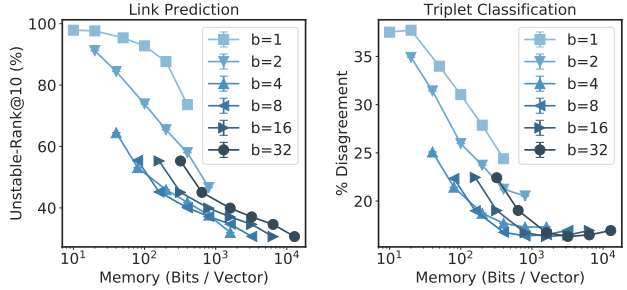 Link Prediction
Unstable-Rank@10 (%)
100
80
60
40
10¹ 10² 10³ 10⁴
Memory (Bits / Vector)
b=1
b=2
b=4
b=8
b=16
b=32
Triplet Classification
% Disagreement
35
30
25
20
10¹ 10² 10³ 10⁴
Memory (Bits / Vector)
b=1
b=2
b=4
b=8
b=16
b=32